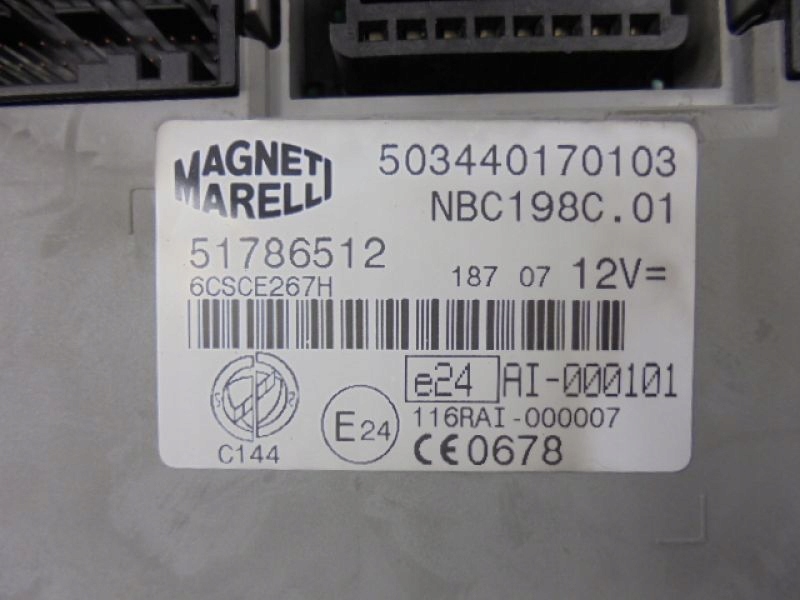 MAGNETI MARELLI
503440170103
NBC198C.01
51786512
6CSCE267H
187 07 12V=
e24 AI-000101
E24
116RAI-000007
C144
CE0678